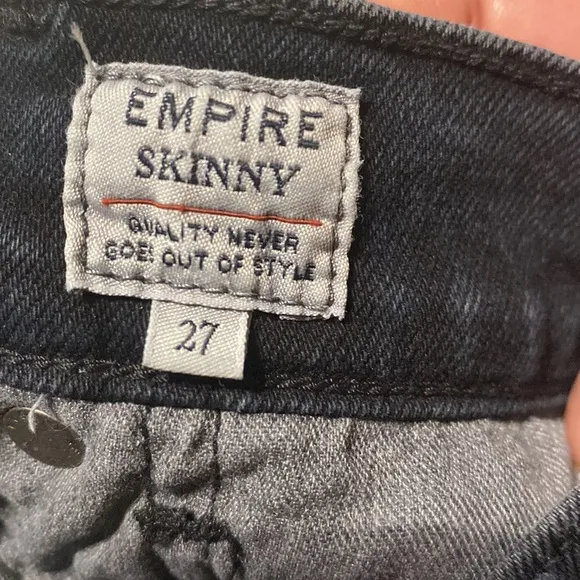 EMPIRE
SKINNY
QUALITY NEVER
GOES OUT OF STYLE
27